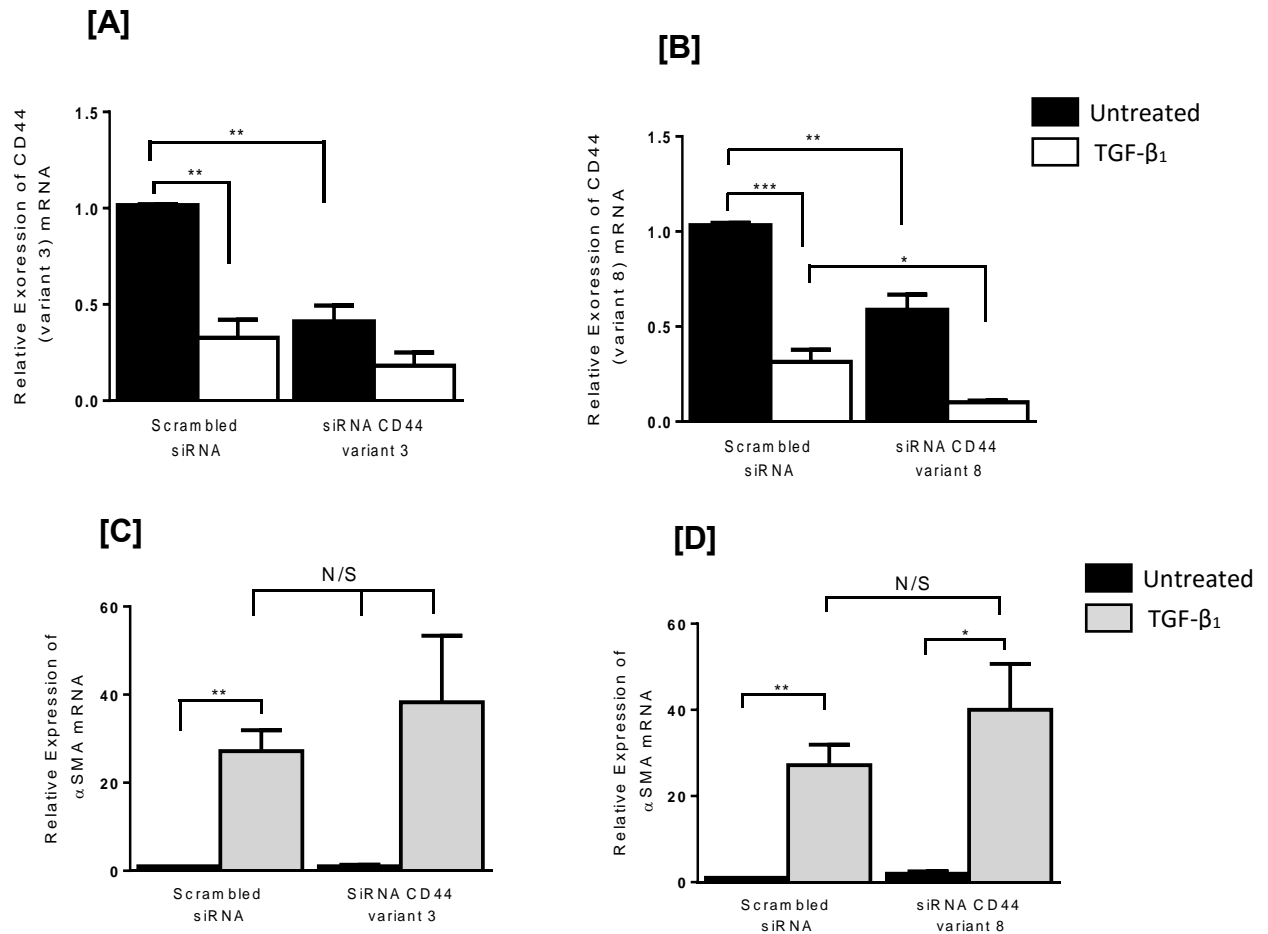 [A]
Relative Exoression of CD44
(variant 3) mRNA
1.5
1.0
0.5
0.0
**
**
Scrambled
siRNA
siRNA CD44
variant 3
[B]
Relative Exoression of CD44
(variant 8) mRNA
1.5
1.0
0.5
0.0
**
***
*
Scrambled
siRNA
siRNA CD44
variant 8
Untreated
TGF-β₁
[C]
Relative Expression of
αSMA mRNA
60
40
20
0
N/S
**
Scrambled
siRNA
SiRNA CD44
variant 3
[D]
Relative Expression of
αSMA mRNA
60
40
20
0
N/S
*
**
Scrambled
siRNA
siRNA CD44
variant 8
Untreated
TGF-β₁